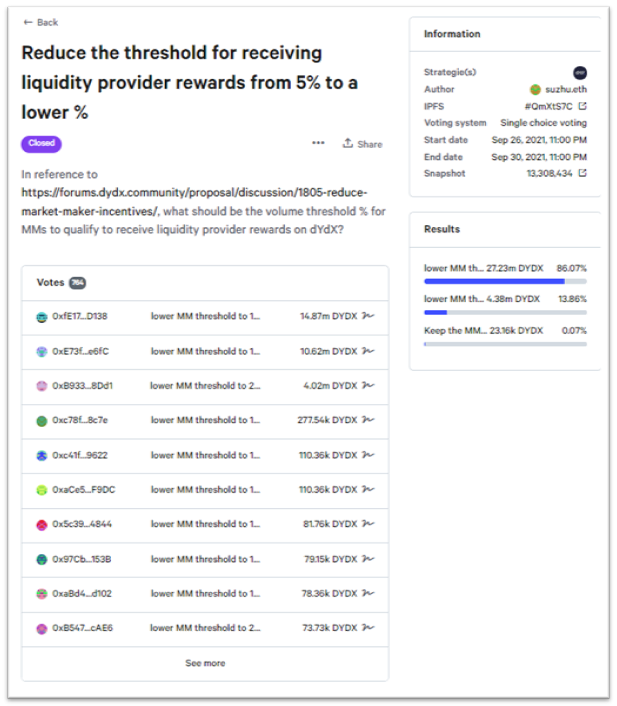 ← Back
Reduce the threshold for receiving
liquidity provider rewards from 5% to a
lower %
Closed
Share
In reference to
https://forums.dydx.community/proposal/discussion/1805-reduce-
market-maker-incentives/, what should be the volume threshold % for
MMs to qualify to receive liquidity provider rewards on dYdX?
Votes 764
0xfE17...D138 lower MM threshold to 1... 14.87m DYDX
0xE73f...e6fC lower MM threshold to 1... 10.62m DYDX
0xB933...8Dd1 lower MM threshold to 2... 4.02m DYDX
0xc78f...8c7e lower MM threshold to 1... 277.54k DYDX
0xc41f...9622 lower MM threshold to 1... 110.36k DYDX
0xaCe5...F9DC lower MM threshold to 1... 110.36k DYDX
0x5c39...4844 lower MM threshold to 1... 81.76k DYDX
0x97Cb...153B lower MM threshold to 1... 79.15k DYDX
0xaBd4...d102 lower MM threshold to 1... 78.36k DYDX
0xB547...cAE6 lower MM threshold to 2... 73.73k DYDX
See more
Information
Strategie(s)
Author suzhu.eth
IPFS #QmXtS7C
Voting system Single choice voting
Start date Sep 26, 2021, 11:00 PM
End date Sep 30, 2021, 11:00 PM
Snapshot 13,308,434
Results
lower MM th... 27.23m DYDX 86.07%
lower MM th... 4.38m DYDX 13.86%
Keep the MM... 23.16k DYDX 0.07%